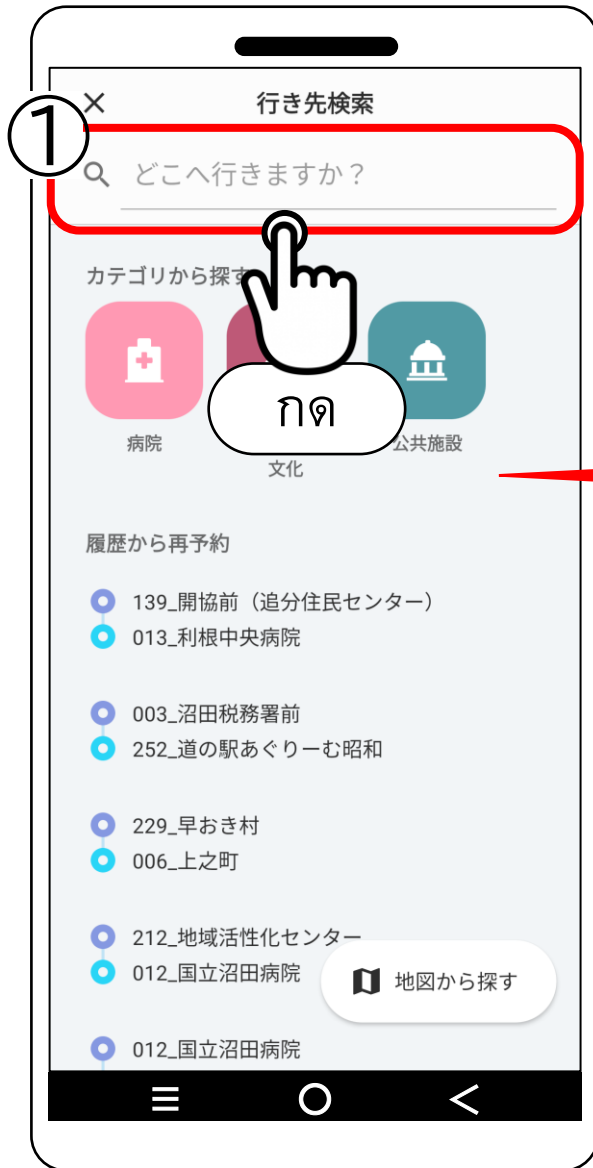 ①
行き先検索
どこへ行きますか？
カテゴリから探す
กด
病院
文化
公共施設
履歴から再予約
139_開協前（追分住民センター）
013_利根中央病院
003_沼田税務署前
252_道の駅あぐりーむ昭和
229_早おき村
006_上之町
212_地域活性化センター
012_国立沼田病院
地図から探す
012_国立沼田病院